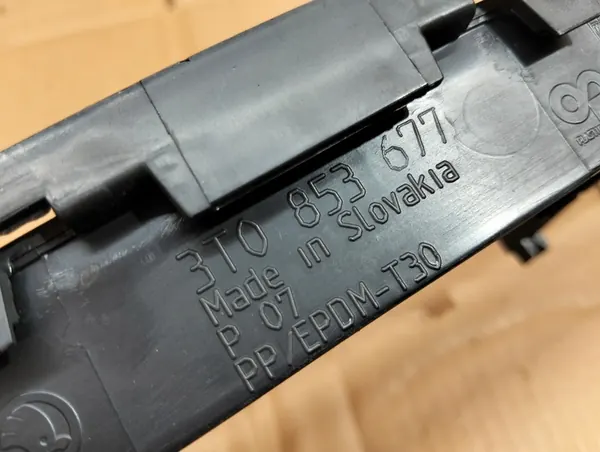 3T0 853 677
Made in Slovakia
P 07
PP/EPDM-T30